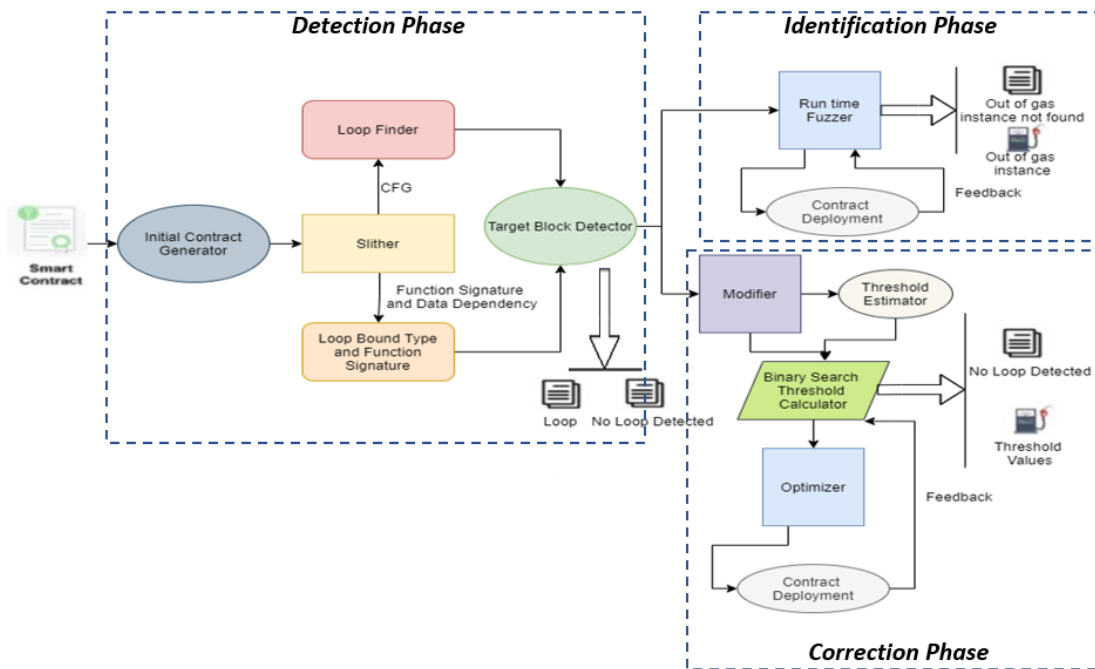 Detection Phase
Identification Phase
Loop Finder
CFG
Smart
Contract
Initial Contract
Generator
Slither
Function Signature
and Data Dependency
Loop Bound Type
and Function
Signature
Target Block Detector
Loop
No Loop Detected
Run time
Fuzzer
Out of gas
instance not found
Out of gas
instance
Feedback
Contract
Deployment
Modifier
Threshold
Estimator
Binary Search
Threshold
Calculator
No Loop Detected
Threshold
Values
Optimizer
Feedback
Contract
Deployment
Correction Phase